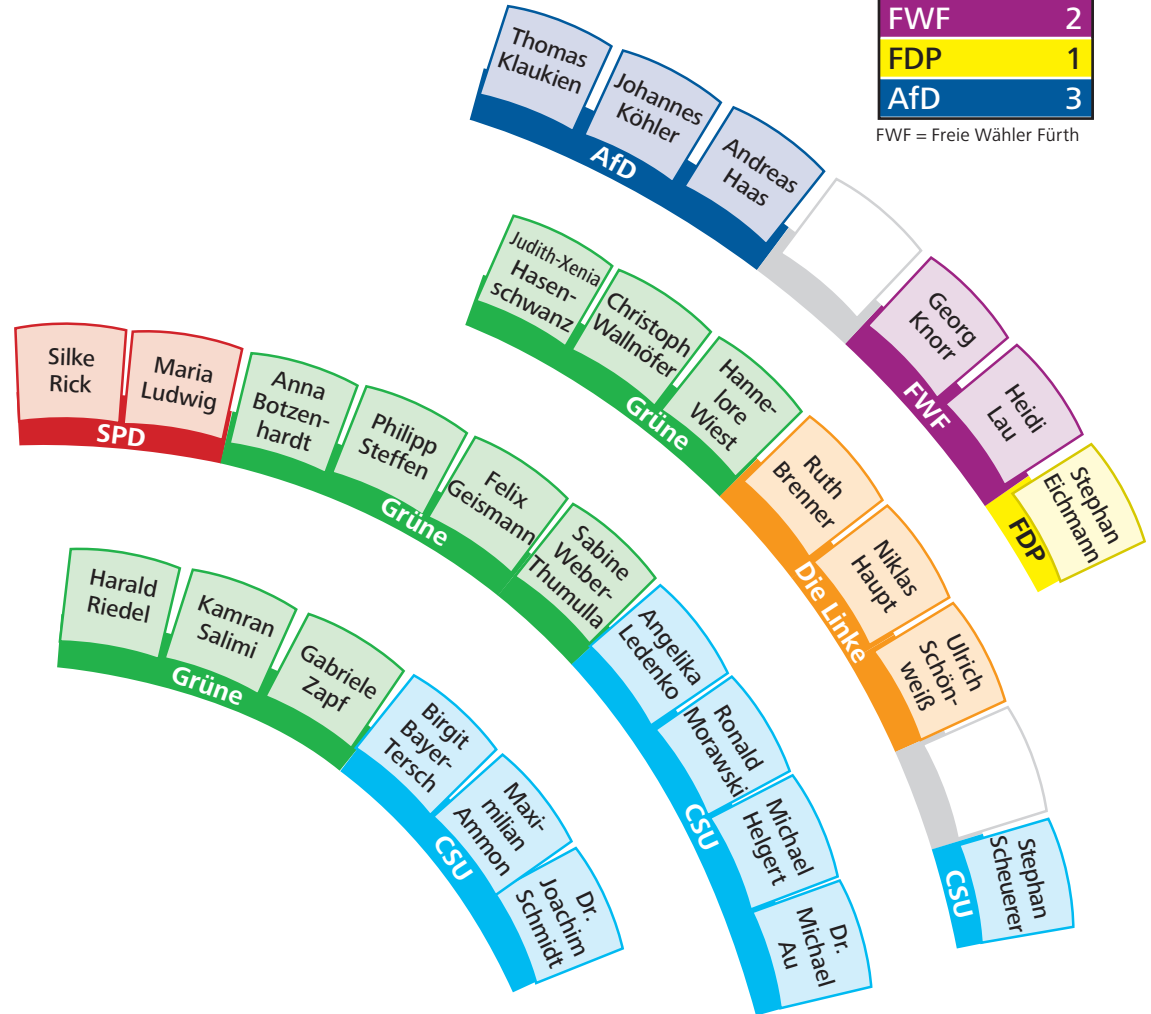 FWF 2
FDP 1
AfD 3
FWF = Freie Wähler Fürth
Thomas
Klaukien
Johannes
Köhler
Andreas
Haas
AfD
Georg
Knorr
Heidi
Lau
FWF
Stephan
Eichmann
FDP
Judith-Xenia
Hasen-
schwanz
Christoph
Wallnöfer
Hanne-
lore
Wiest
Grüne
Ruth
Brenner
Niklas
Haupt
Ulrich
Schön-
weiß
Die Linke
Stephan
Scheuerer
CSU
Silke
Rick
Maria
Ludwig
SPD
Anna
Botzen-
hardt
Philipp
Steffen
Felix
Geismann
Sabine
Weber-
Thumulla
Grüne
Angelika
Ledenko
Ronald
Morawski
Michael
Helgert
Dr.
Michael
Au
CSU
Harald
Riedel
Kamran
Salimi
Gabriele
Zapf
Grüne
Birgit
Bayer-
Tersch
Maxi-
milian
Ammon
Dr.
Joachim
Schmidt
CSU